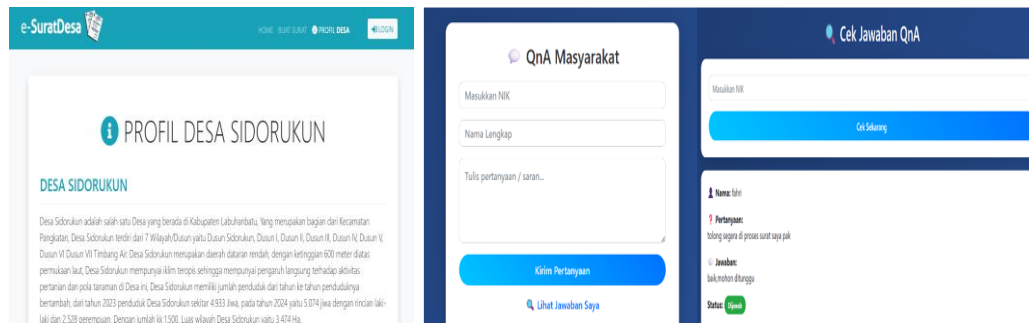 e-SuratDesa
HOME BUAT SURAT PROFIL DESA LOGIN
PROFIL DESA SIDORUKUN
DESA SIDORUKUN
Desa Sidorukun adalah salah satu Desa yang berada di Kabupaten Labuhanbatu, Yang merupakan bagian dari Kecamatan
Pangkatan, Desa Sidorukun terdiri dari 7 Wilayah/Dusun yaitu Dusun Sidorukun, Dusun I, Dusun II, Dusun III, Dusun IV, Dusun V,
Dusun VI Dusun VII Timbang Air. Desa Sidorukun merupakan daerah dataran rendah, dengan ketinggian 600 meter diatas
permukaan laut, Desa Sidorukun mempunyai iklim teropis sehingga mempunyai pengaruh langsung terhadap aktivitas
pertanian dan pola tanaman di Desa ini, Desa Sidorukun memiliki jumlah penduduk dari tahun ke tahun penduduknya
bertambah, dari tahun 2023 penduduk Desa Sidorukun sekitar 4.933 Jiwa, pada tahun 2024 yaitu 5.074 jiwa dengan rincian laki-
laki dan 2.528 perempuan. Dengan jumlah kk 1.500. Luas wilayah Desa Sidorukun yaitu 3.474 Ha.
QnA Masyarakat
Masukkan NIK
Nama Lengkap
Tulis pertanyaan / saran...
Kirim Pertanyaan
Lihat Jawaban Saya
Cek Jawaban QnA
Masukkan NIK
Cek Sekarang
Nama: fahri
Pertanyaan:
tolong segera di proses surat saya pak
Jawaban:
baik,mohon ditunggu
Status: Dijawab